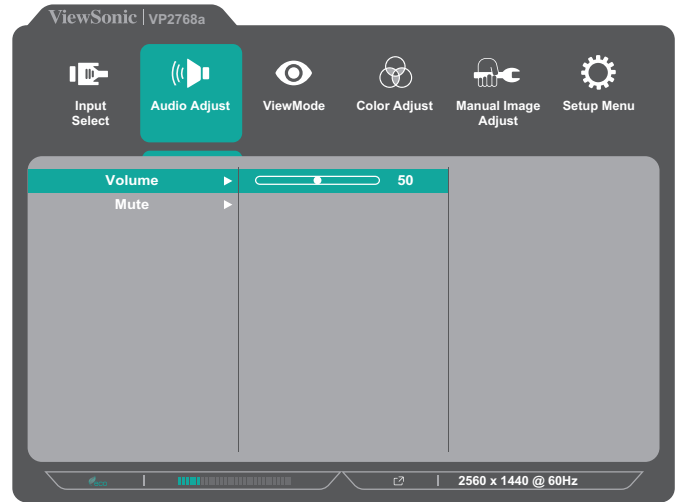 ViewSonic | VP2768a
Input Select
Audio Adjust
ViewMode
Color Adjust
Manual Image Adjust
Setup Menu
Volume 50
Mute
eco
2560 x 1440 @ 60Hz